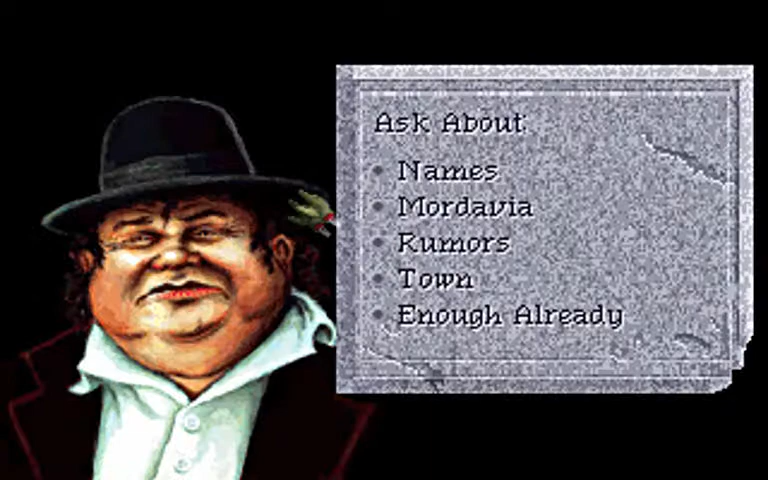 Ask About:
Names
Mordavia
Rumors
Town
Enough Already